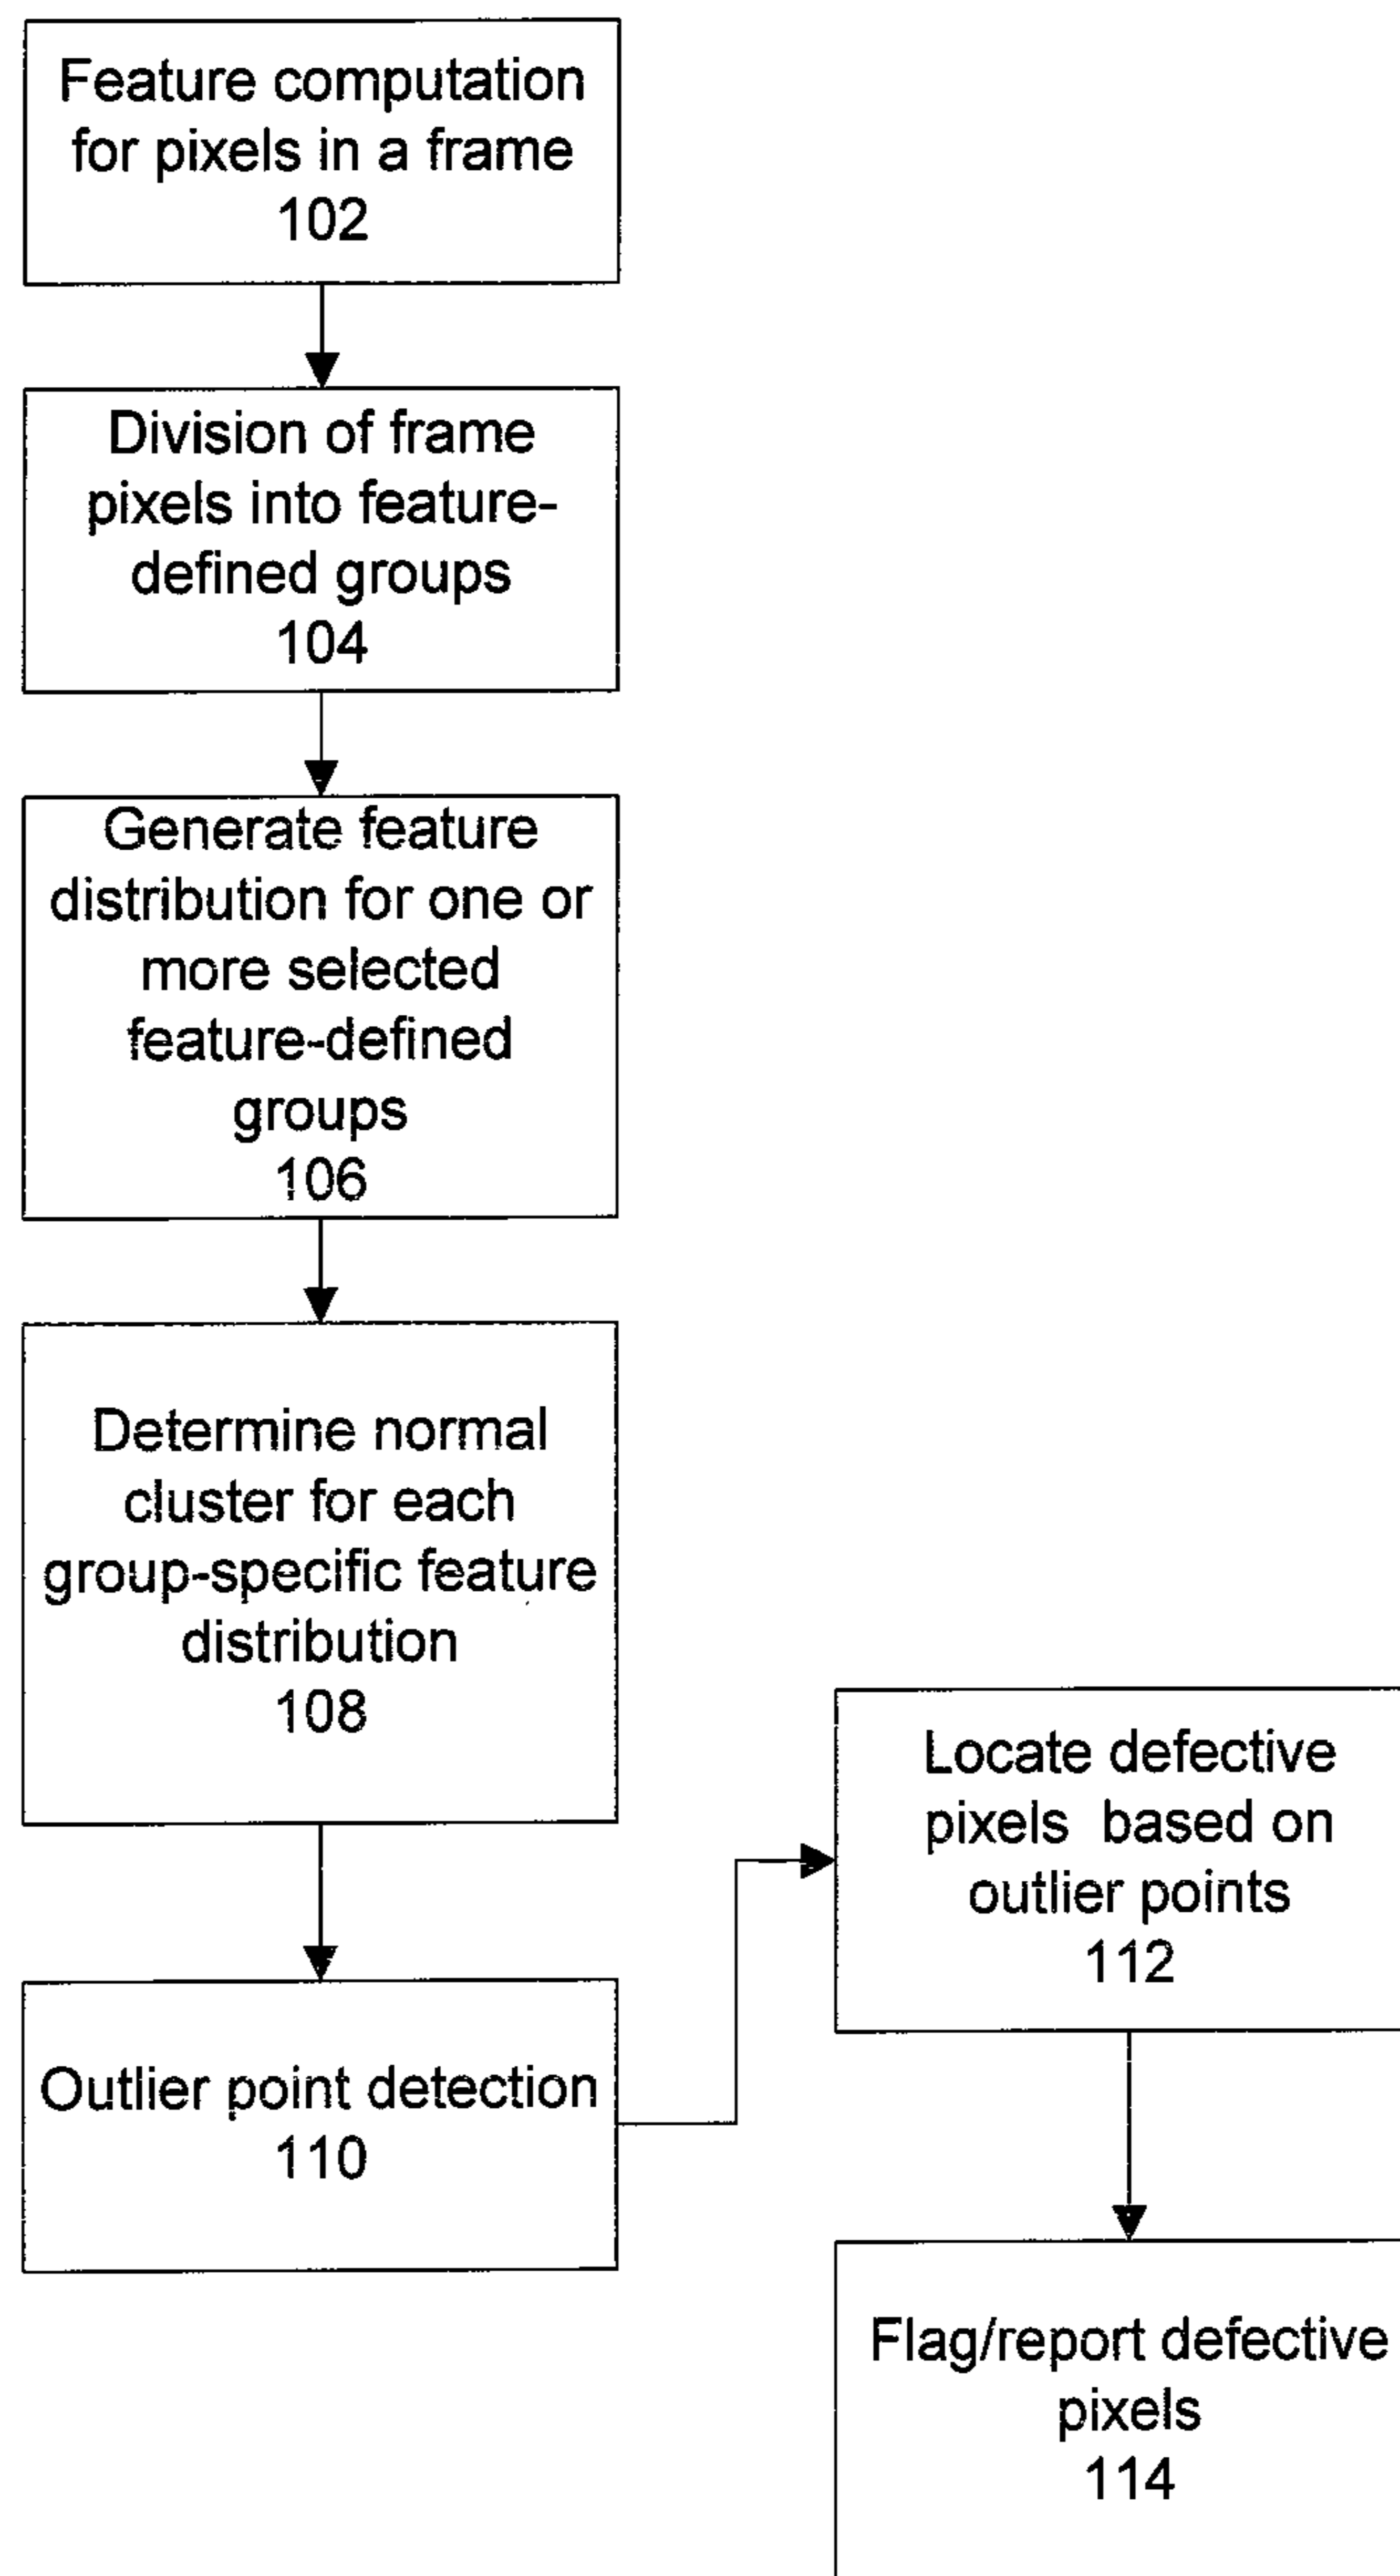 Feature computation
for pixels in a frame
102
Division of frame
pixels into feature-
defined groups
104
Generate feature
distribution for one or
more selected
feature-defined
groups
106
Determine normal
cluster for each
group-specific feature
distribution
108
Outlier point detection
110
Locate defective
pixels based on
outlier points
112
Flag/report defective
pixels
114